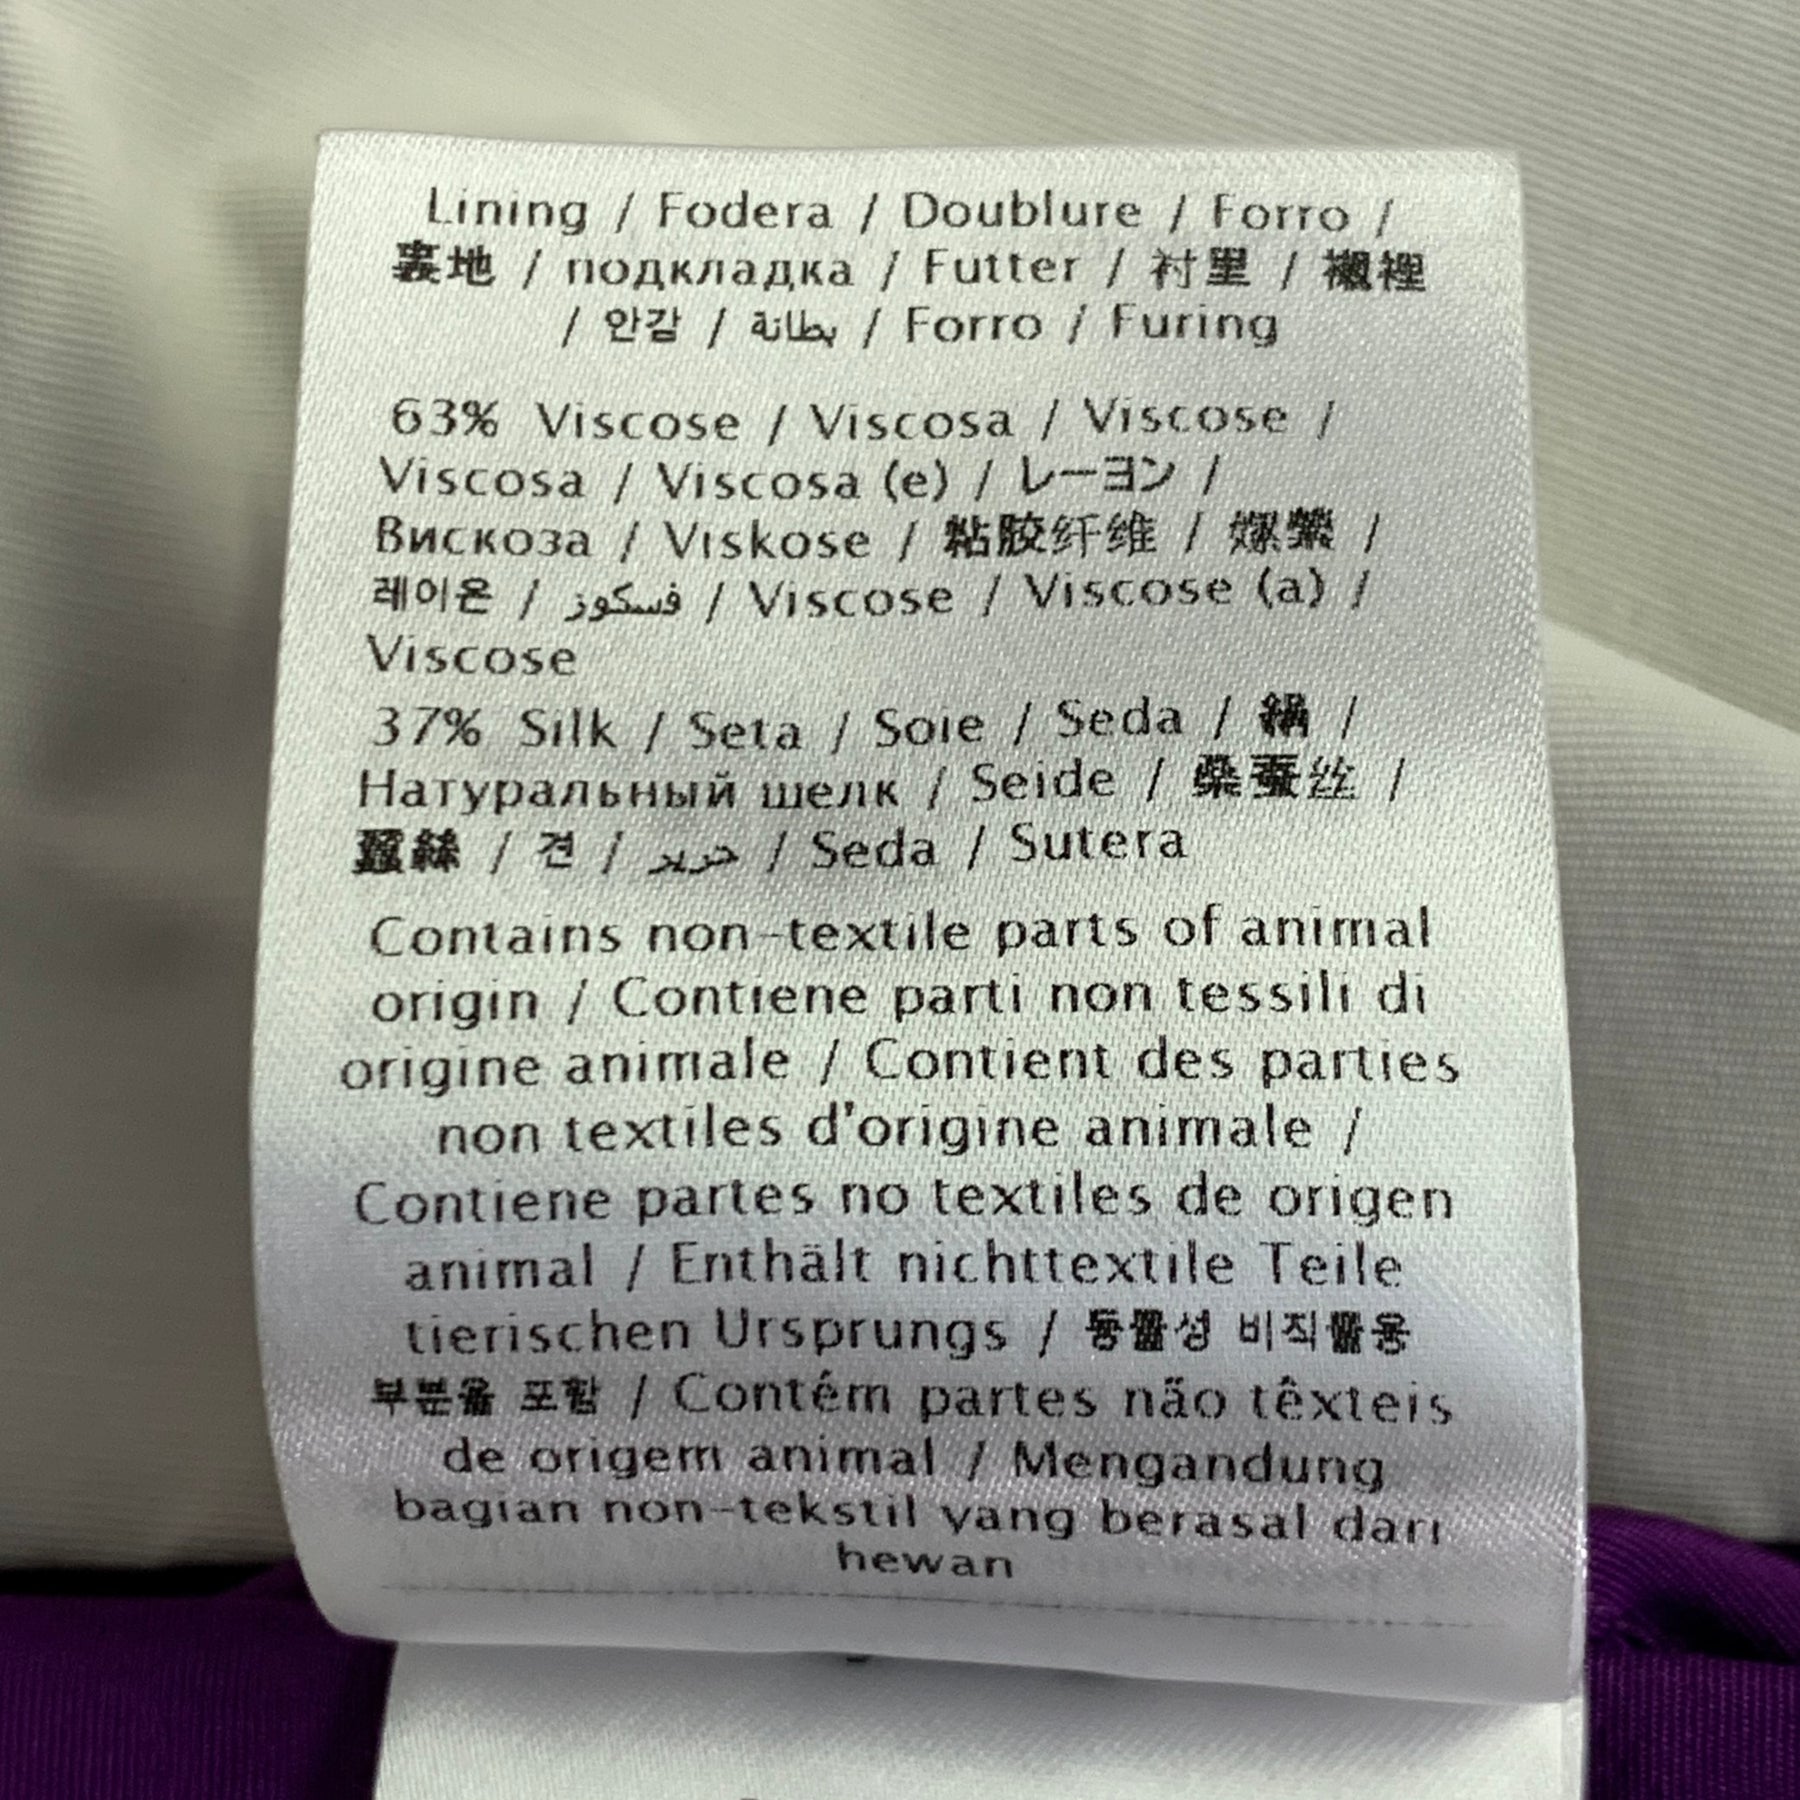 Lining / Fodera / Doublure / Forro /
裏地 / подкладка / Futter / 衬里 / 襯裡
/ 안감 / بطانة / Forro / Furing
63% Viscose / Viscosa / Viscose /
Viscosa / Viscosa (e) / レーヨン /
Вискоза / Viskose / 粘胶纤维 / 嫘縈 /
레이온 / فسكوز / Viscose / Viscose (a) /
Viscose
37% Silk / Seta / Soie / Seda / 絹 /
Натуральный шелк / Seide / 桑蚕丝 /
蠶絲 / 견 / حرير / Seda / Sutera
Contains non-textile parts of animal
origin / Contiene parti non tessili di
origine animale / Contient des parties
non textiles d'origine animale /
Contiene partes no textiles de origen
animal / Enthält nichttextile Teile
tierischen Ursprungs / 동물성 비직물용
부분을 포함 / Contém partes não têxteis
de origem animal / Mengandung
bagian non-tekstil yang berasal dari
hewan